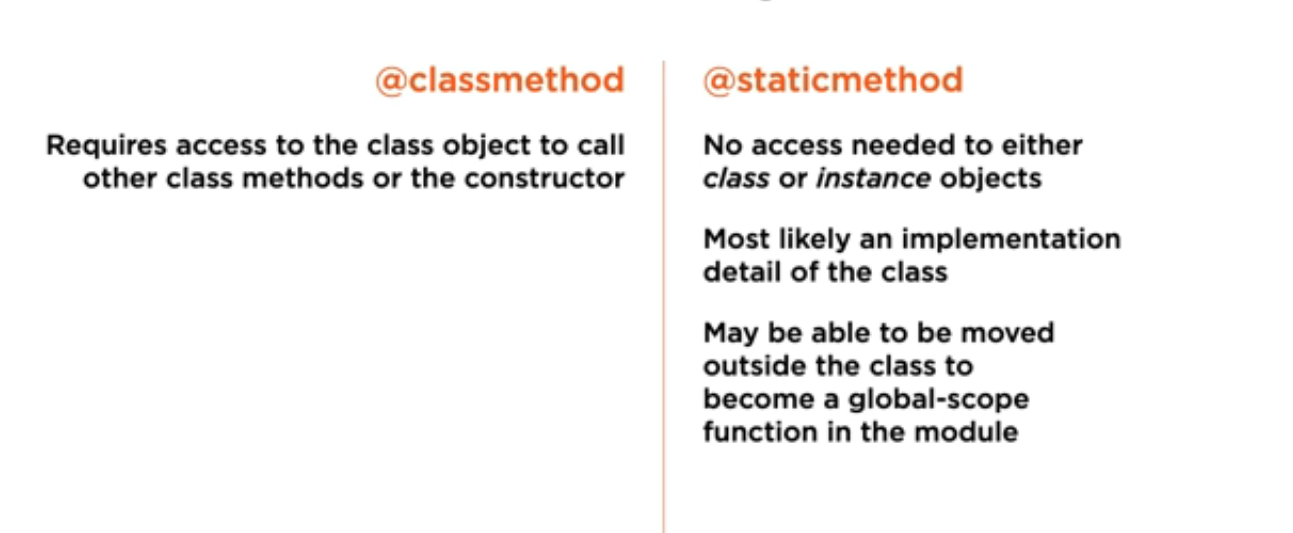 @classmethod
Requires access to the class object to call
other class methods or the constructor
@staticmethod
No access needed to either
class or instance objects
Most likely an implementation
detail of the class
May be able to be moved
outside the class to
become a global-scope
function in the module